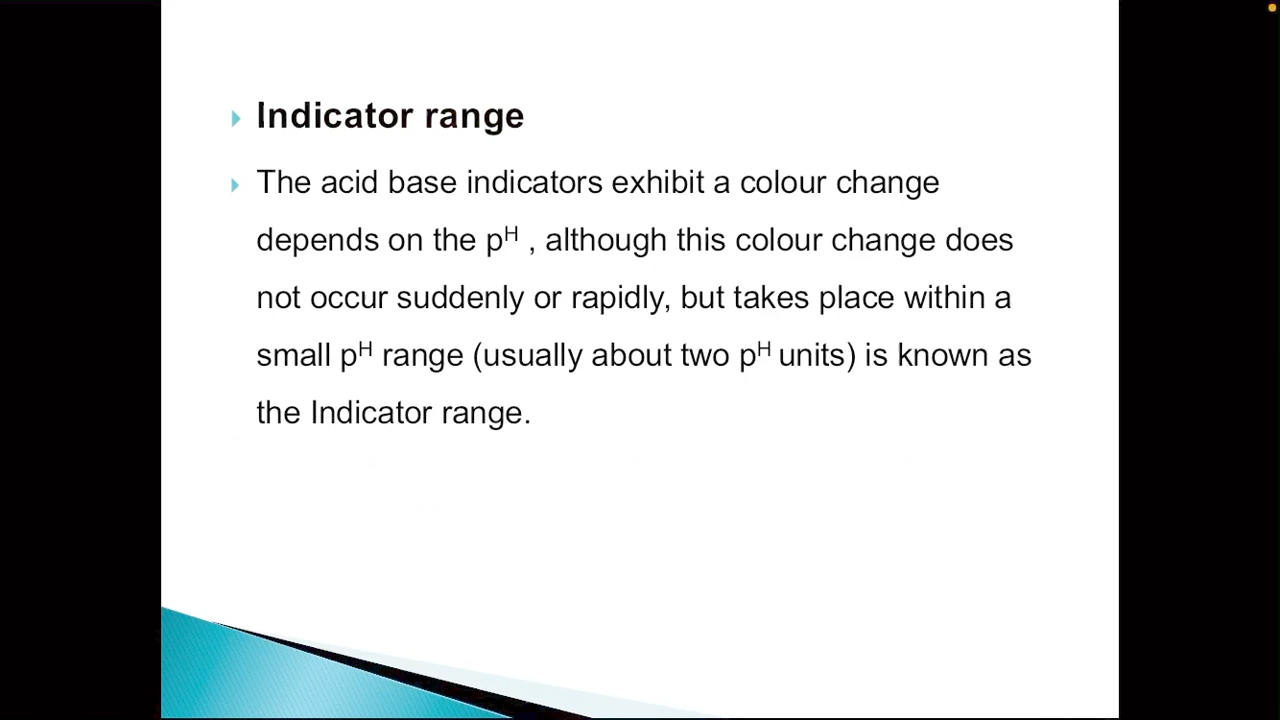 Indicator range
The acid base indicators exhibit a colour change
depends on the pᴴ , although this colour change does
not occur suddenly or rapidly, but takes place within a
small pᴴ range (usually about two pᴴ units) is known as
the Indicator range.